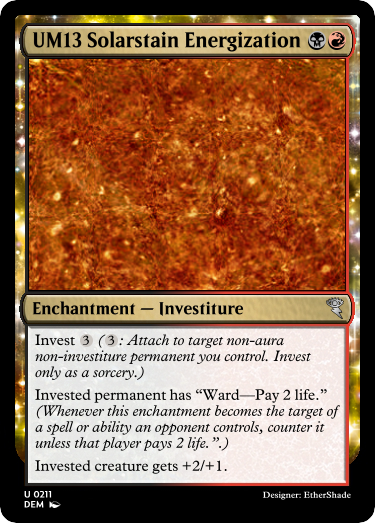 UM13 Solarstain Energization
Enchantment — Investiture
Invest 3 (3: Attach to target non-aura
non-investiture permanent you control. Invest
only as a sorcery.)
Invested permanent has “Ward—Pay 2 life.”
(Whenever this enchantment becomes the target of
a spell or ability an opponent controls, counter it
unless that player pays 2 life.”.)
Invested creature gets +2/+1.
U 0211
DEM
Designer: EtherShade